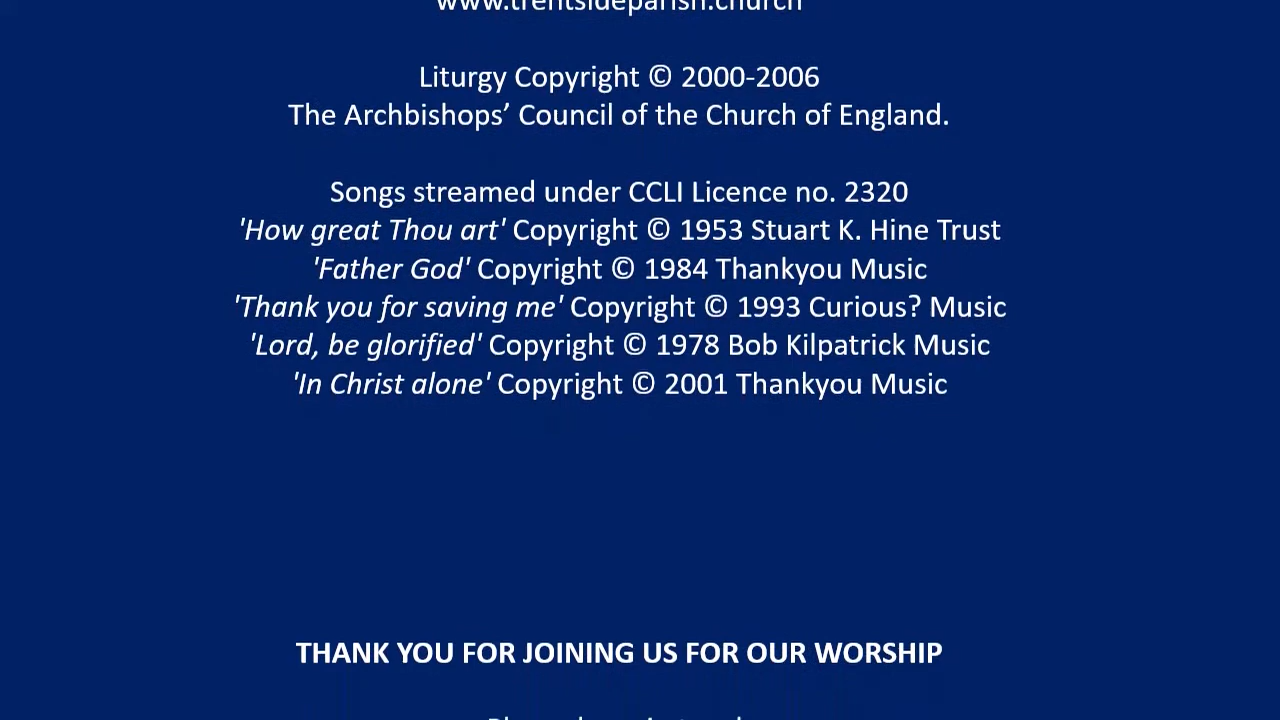 www.trentsideparish.church
Liturgy Copyright © 2000-2006
The Archbishops’ Council of the Church of England.
Songs streamed under CCLI Licence no. 2320
'How great Thou art' Copyright © 1953 Stuart K. Hine Trust
'Father God' Copyright © 1984 Thankyou Music
'Thank you for saving me' Copyright © 1993 Curious? Music
'Lord, be glorified' Copyright © 1978 Bob Kilpatrick Music
'In Christ alone' Copyright © 2001 Thankyou Music
THANK YOU FOR JOINING US FOR OUR WORSHIP